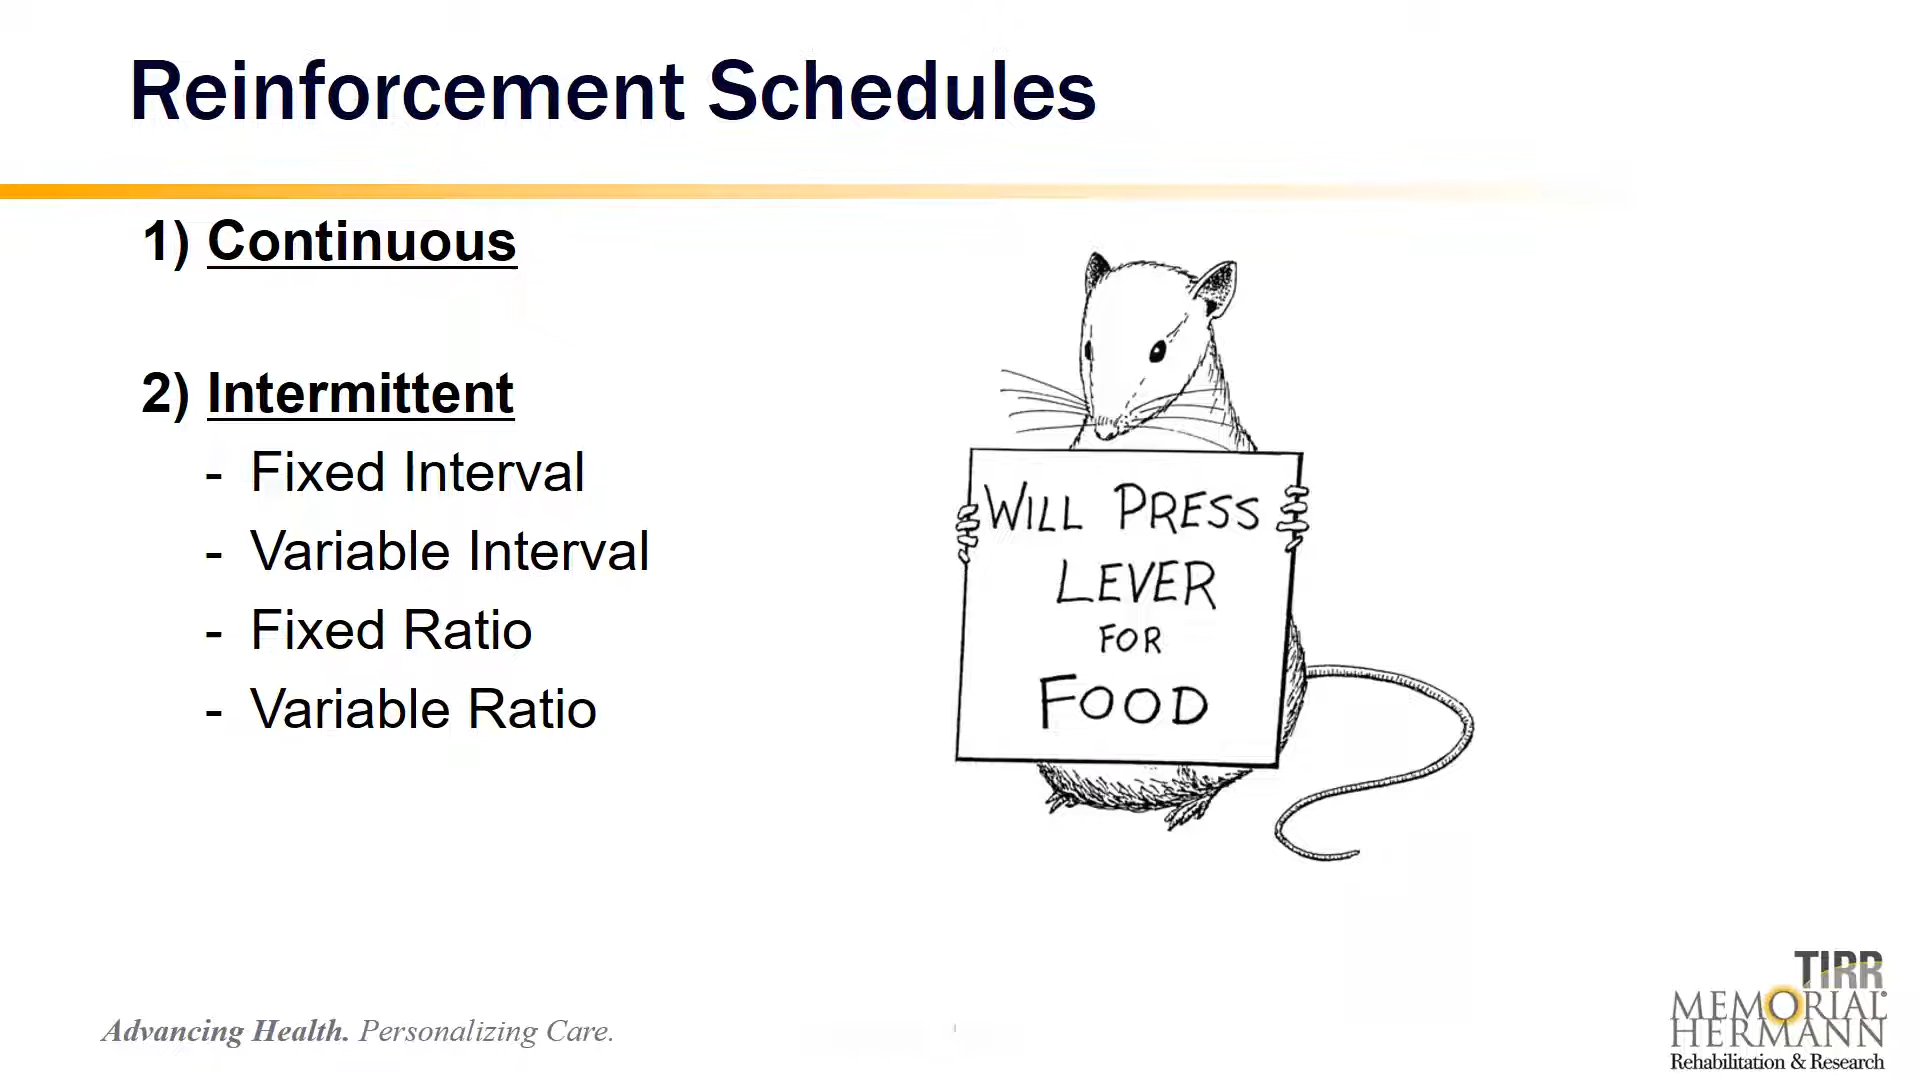 Reinforcement Schedules
1) Continuous
2) Intermittent
- Fixed Interval
- Variable Interval
- Fixed Ratio
- Variable Ratio
WILL PRESS
LEVER
FOR
FOOD
Advancing Health. Personalizing Care.
TIRR
MEMORIAL®
HERMANN
Rehabilitation & Research